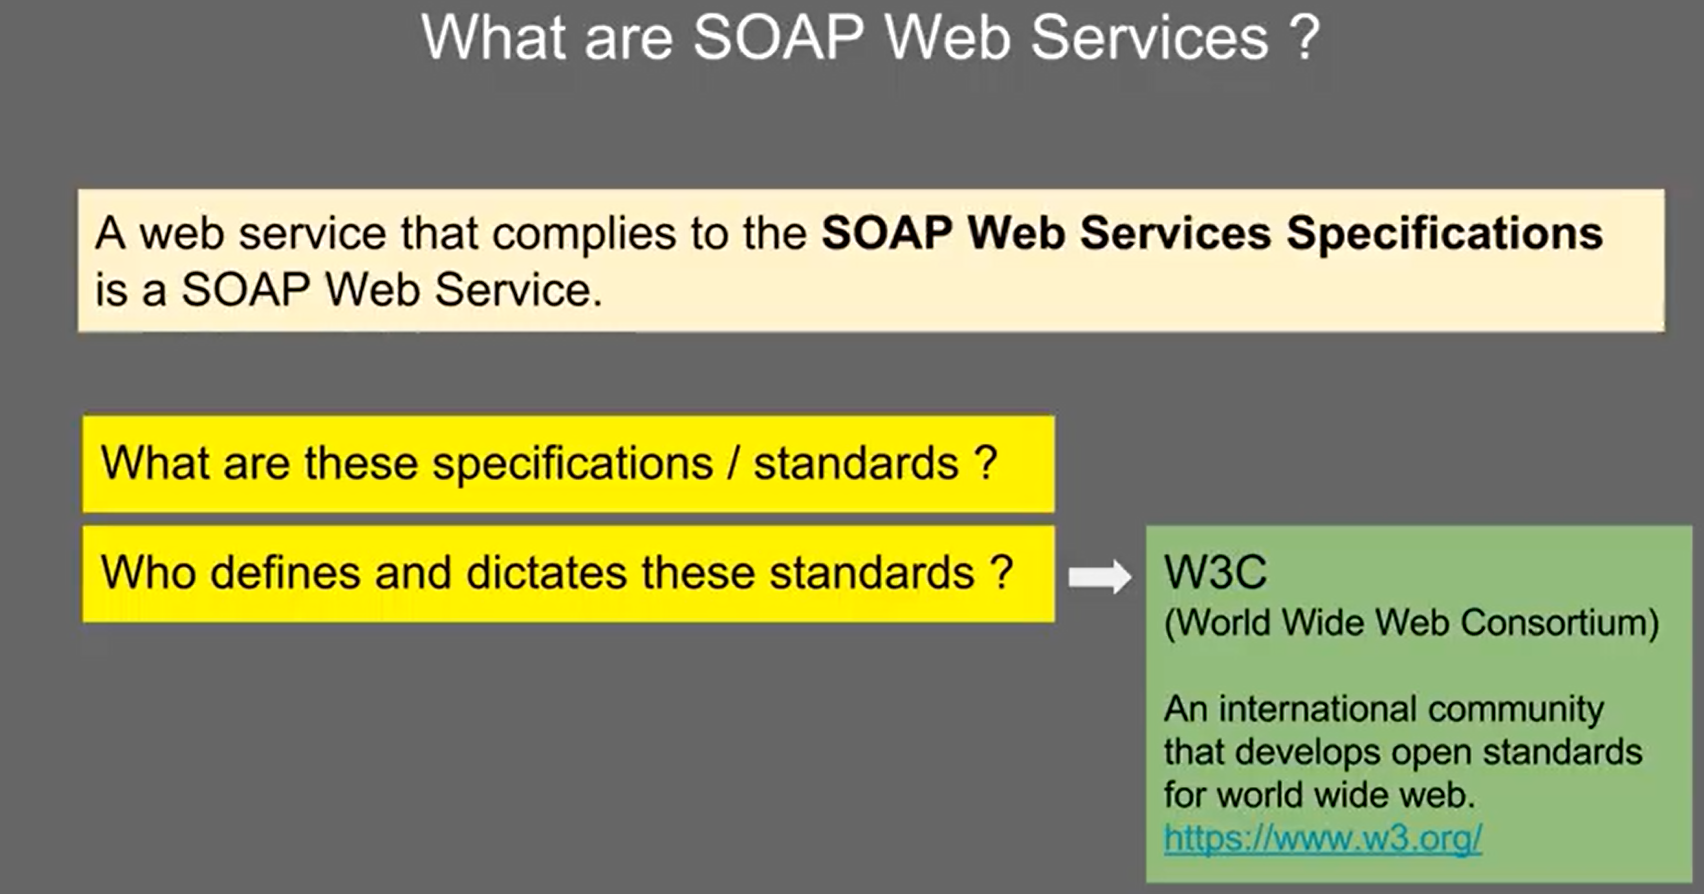 What are SOAP Web Services ?
A web service that complies to the SOAP Web Services Specifications
is a SOAP Web Service.
What are these specifications / standards ?
Who defines and dictates these standards ?
W3C
(World Wide Web Consortium)
An international community
that develops open standards
for world wide web.
https://www.w3.org/